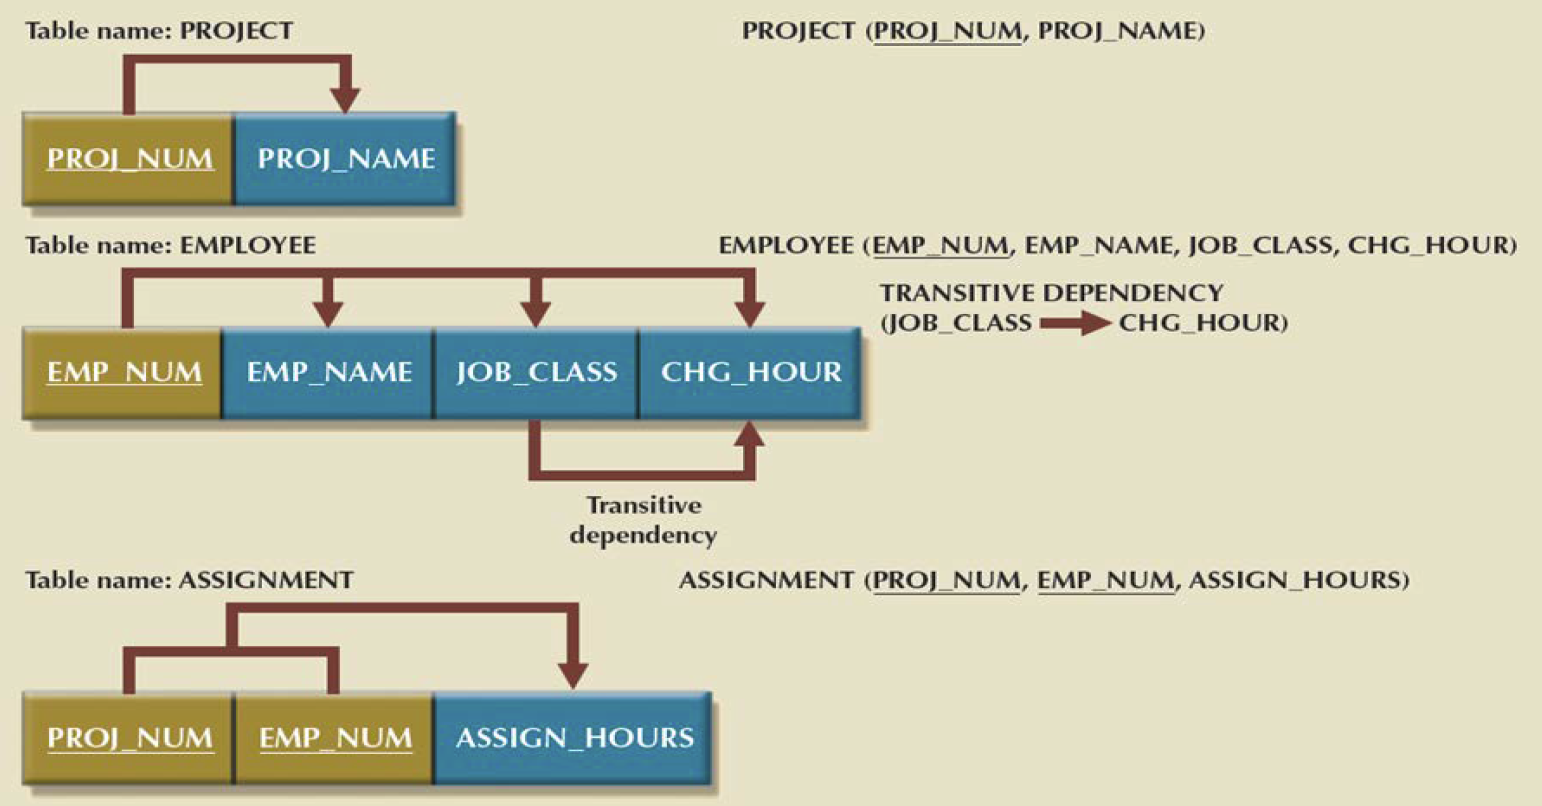 Table name: PROJECT
PROJECT (PROJ_NUM, PROJ_NAME)
PROJ_NUM
PROJ_NAME
Table name: EMPLOYEE
EMPLOYEE (EMP_NUM, EMP_NAME, JOB_CLASS, CHG_HOUR)
TRANSITIVE DEPENDENCY
(JOB_CLASS CHG_HOUR)
EMP_NUM
EMP_NAME
JOB_CLASS
CHG_HOUR
Transitive
dependency
Table name: ASSIGNMENT
ASSIGNMENT (PROJ_NUM, EMP_NUM, ASSIGN_HOURS)
PROJ_NUM
EMP_NUM
ASSIGN_HOURS